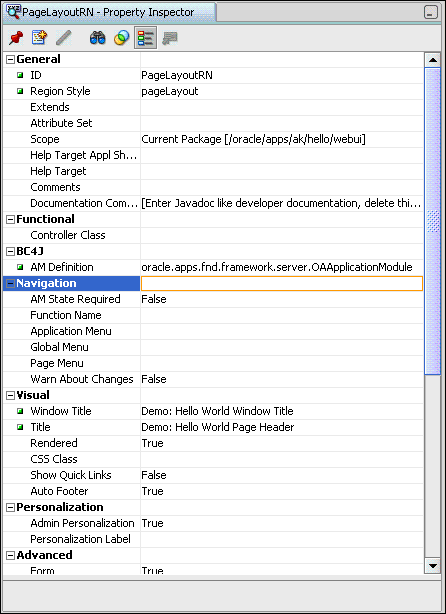 PageLayoutRN - Property Inspector
General
ID PageLayoutRN
Region Style pageLayout
Extends
Attribute Set
Scope Current Package [/oracle/apps/ak/hello/webui]
Help Target Appl Sh...
Help Target
Comments
Documentation Com... [Enter Javadoc like developer documentation, delete thi...
Functional
Controller Class
BC4J
AM Definition oracle.apps.fnd.framework.server.OAApplicationModule
Navigation
AM State Required False
Function Name
Application Menu
Global Menu
Page Menu
Warn About Changes False
Visual
Window Title Demo: Hello World Window Title
Title Demo: Hello World Page Header
Rendered True
CSS Class
Show Quick Links False
Auto Footer True
Personalization
Admin Personalization True
Personalization Label
Advanced
Form True